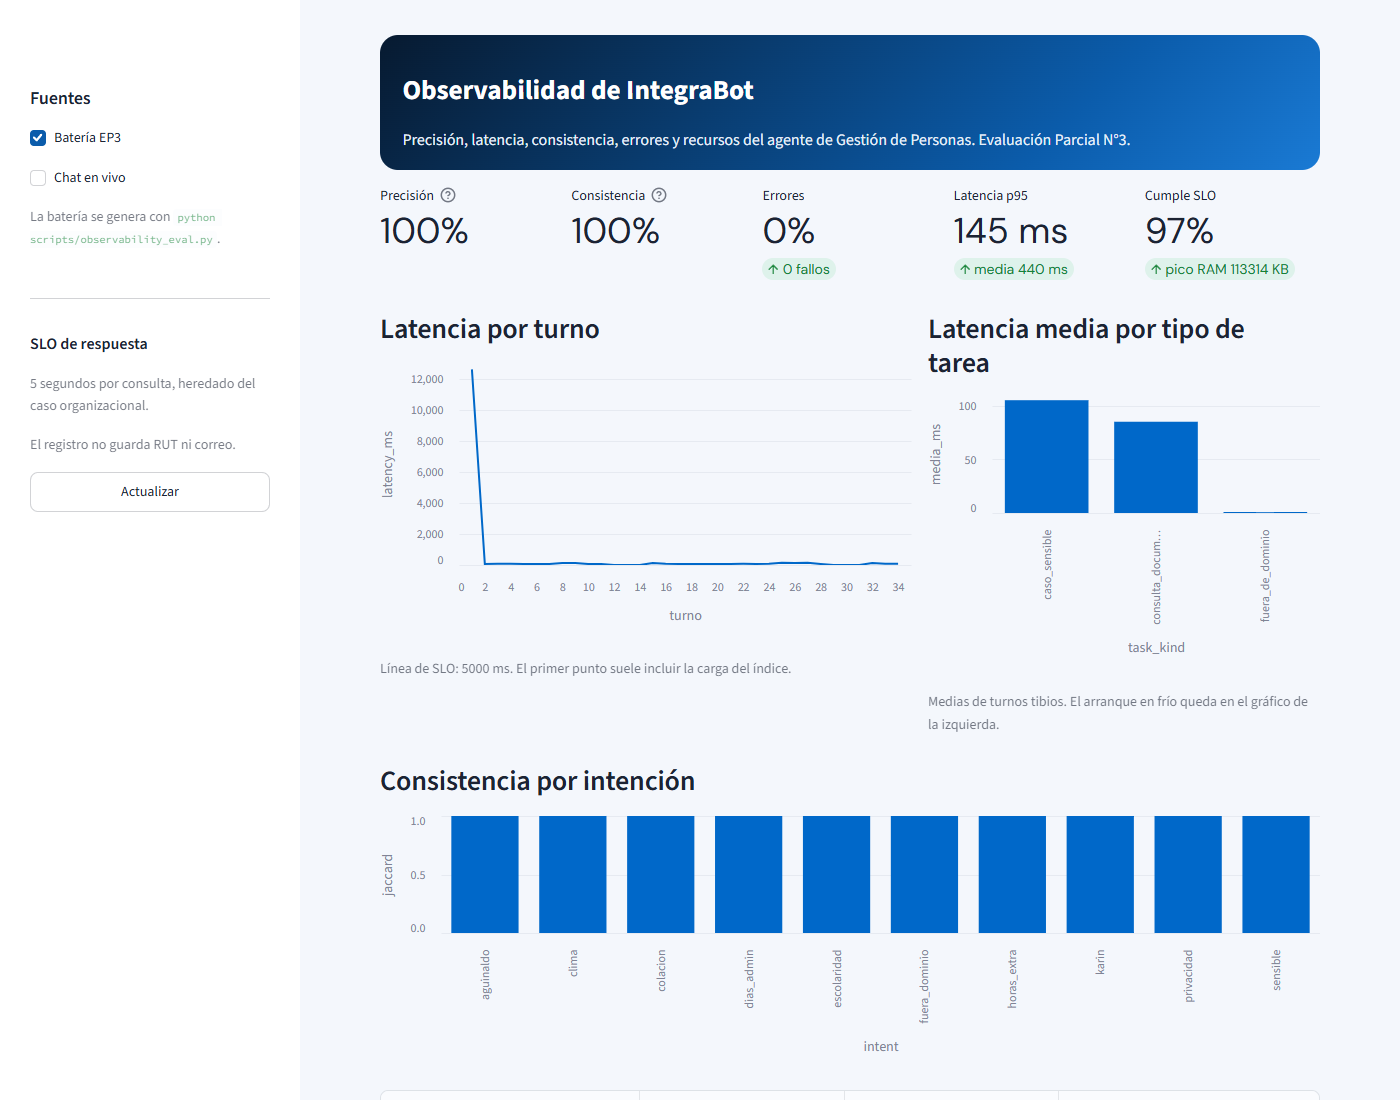 Fuentes
Batería EP3
Chat en vivo
La batería se genera con python
scripts/observability_eval.py .
SLO de respuesta
5 segundos por consulta, heredado del
caso organizacional.
El registro no guarda RUT ni correo.
Actualizar
Observabilidad de IntegraBot
Precisión, latencia, consistencia, errores y recursos del agente de Gestión de Personas. Evaluación Parcial N°3.
Precisión
100%
Consistencia
100%
Errores
0%
↑ 0 fallos
Latencia p95
145 ms
↑ media 440 ms
Cumple SLO
97%
↑ pico RAM 113314 KB
Latencia por turno
latency_ms
12,000
10,000
8,000
6,000
4,000
2,000
0
0 2 4 6 8 10 12 14 16 18 20 22 24 26 28 30 32 34
turno
Línea de SLO: 5000 ms. El primer punto suele incluir la carga del índice.
Latencia media por tipo de
tarea
media_ms
100
50
0
caso_sensible
consulta_docum…
fuera_de_dominio
task_kind
Medias de turnos tibios. El arranque en frío queda en el gráfico de
la izquierda.
Consistencia por intención
jaccard
1.0
0.5
0.0
aguinaldo
clima
colacion
dias_admin
escolaridad
fuera_dominio
horas_extra
karin
privacidad
sensible
intent